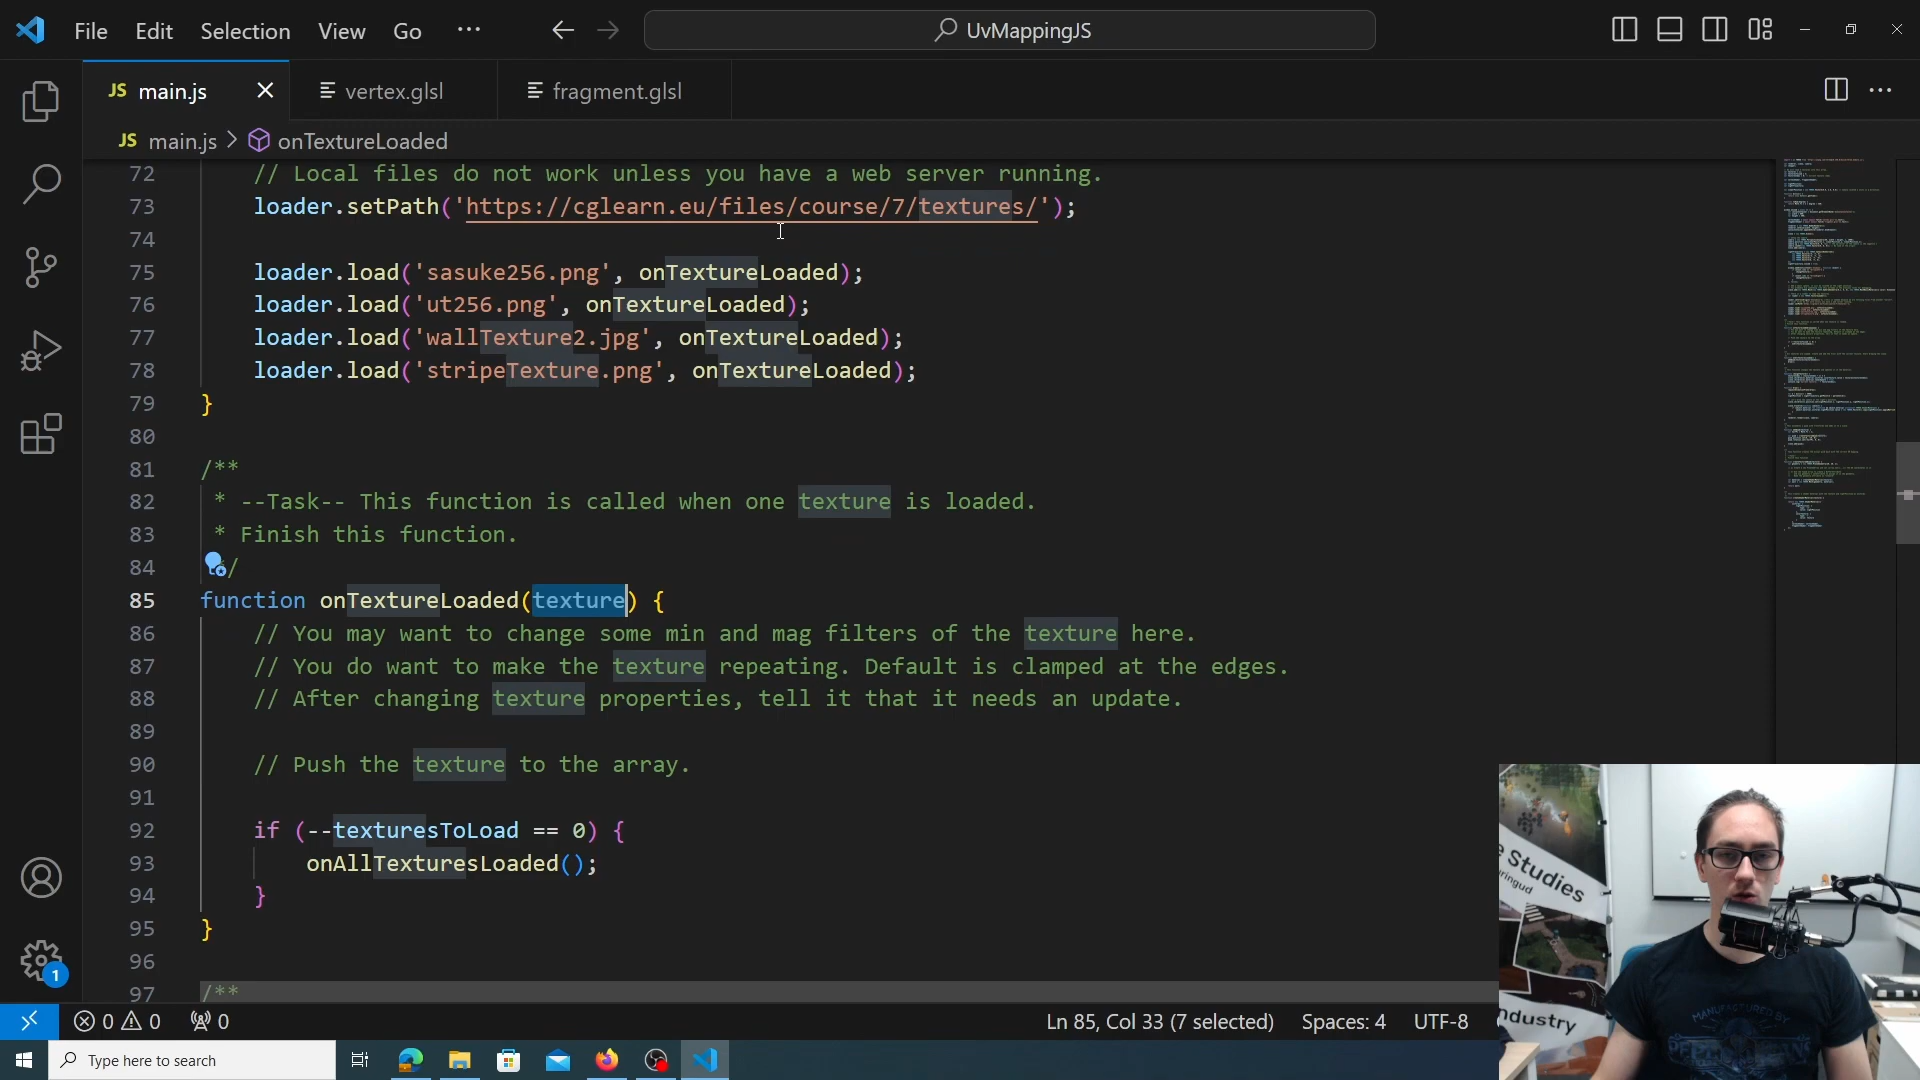 File Edit Selection View Go ··· UvMappingJS
JS main.js vertex.glsl fragment.glsl
JS main.js > onTextureLoaded
72 // Local files do not work unless you have a web server running.
73 loader.setPath('https://cglearn.eu/files/course/7/textures/');
74
75 loader.load('sasuke256.png', onTextureLoaded);
76 loader.load('ut256.png', onTextureLoaded);
77 loader.load('wallTexture2.jpg', onTextureLoaded);
78 loader.load('stripeTexture.png', onTextureLoaded);
79 }
80
81 /**
82 * --Task-- This function is called when one texture is loaded.
83 * Finish this function.
84 /
85 function onTextureLoaded(texture) {
86 // You may want to change some min and mag filters of the texture here.
87 // You do want to make the texture repeating. Default is clamped at the edges.
88 // After changing texture properties, tell it that it needs an update.
89
90 // Push the texture to the array.
91
92 if (--texturesToLoad == 0) {
93 onAllTexturesLoaded();
94 }
95 }
96
97 /**
e Studies
uringud
ndustry
MANUFACTURED BY
1
0 0 0 Ln 85, Col 33 (7 selected) Spaces: 4 UTF-8
Type here to search